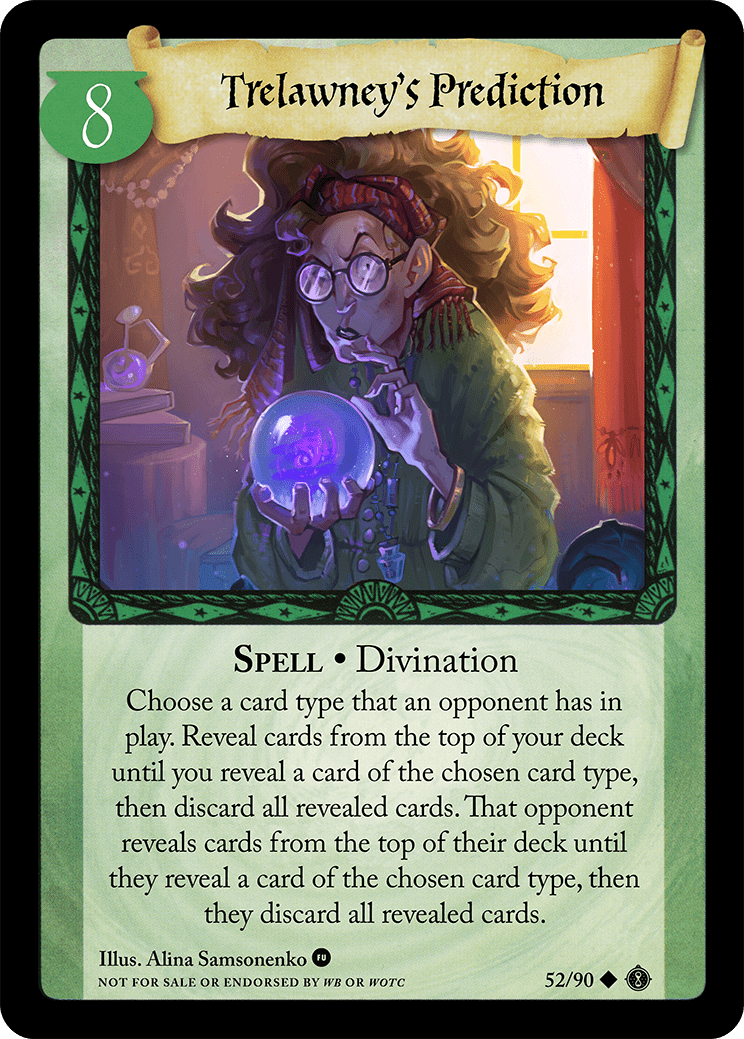 Trelawney's Prediction
8
SPELL • Divination
Choose a card type that an opponent has in
play. Reveal cards from the top of your deck
until you reveal a card of the chosen card type,
then discard all revealed cards. That opponent
reveals cards from the top of their deck until
they reveal a card of the chosen card type, then
they discard all revealed cards.
Illus. Alina Samsonenko FU
NOT FOR SALE OR ENDORSED BY WB OR WOTC
52/90